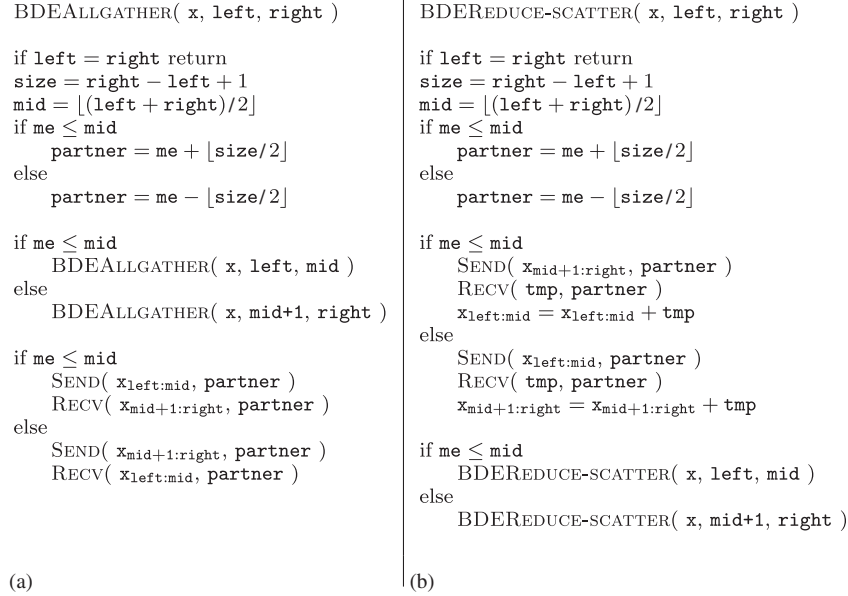 BDEALLGATHER( x, left, right )
if left = right return
size = right − left + 1
mid = ⌊(left + right)/2⌋
if me ≤ mid
partner = me + ⌊size/2⌋
else
partner = me − ⌊size/2⌋
if me ≤ mid
BDEALLGATHER( x, left, mid )
else
BDEALLGATHER( x, mid+1, right )
if me ≤ mid
SEND( x_left:mid, partner )
RECV( x_mid+1:right, partner )
else
SEND( x_mid+1:right, partner )
RECV( x_left:mid, partner )
(a)
BDEREDUCE-SCATTER( x, left, right )
if left = right return
size = right − left + 1
mid = ⌊(left + right)/2⌋
if me ≤ mid
partner = me + ⌊size/2⌋
else
partner = me − ⌊size/2⌋
if me ≤ mid
SEND( x_mid+1:right, partner )
RECV( tmp, partner )
x_left:mid = x_left:mid + tmp
else
SEND( x_left:mid, partner )
RECV( tmp, partner )
x_mid+1:right = x_mid+1:right + tmp
if me ≤ mid
BDEREDUCE-SCATTER( x, left, mid )
else
BDEREDUCE-SCATTER( x, mid+1, right )
(b)